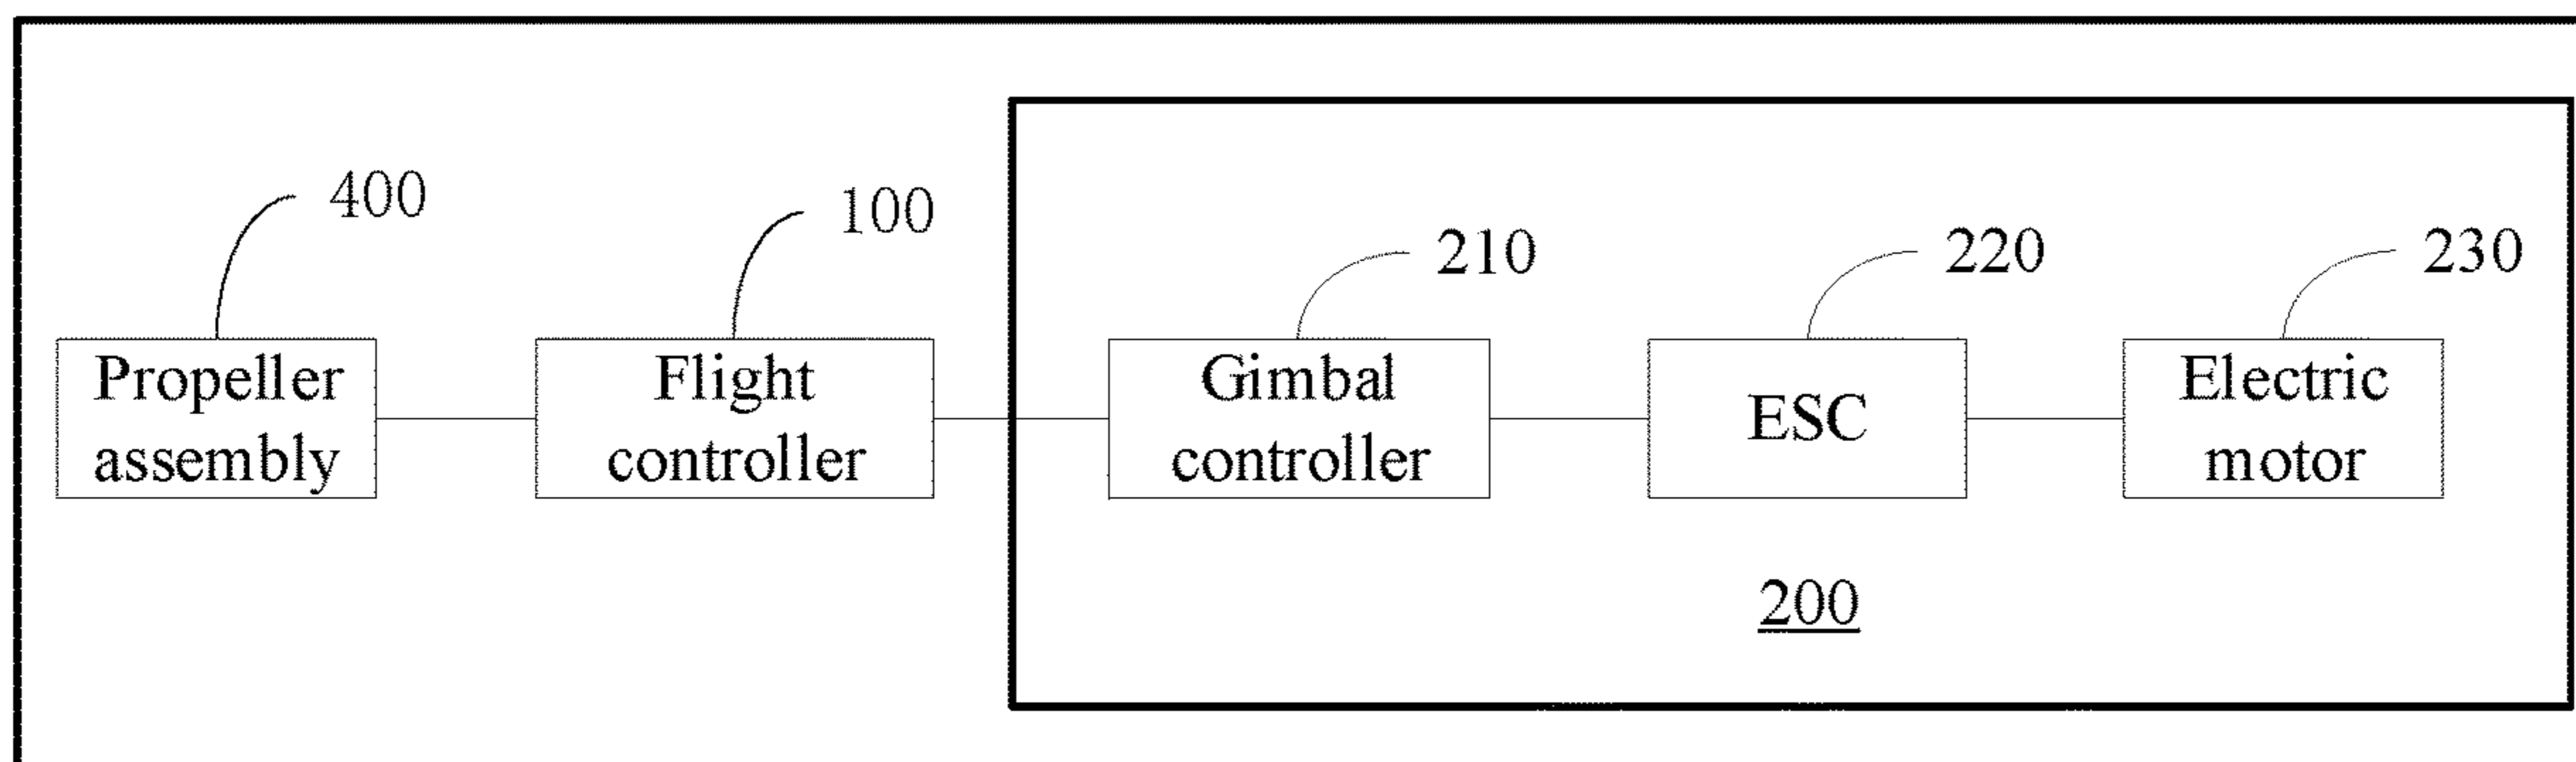 400
100
210
220
230
Propeller
assembly
Flight
controller
Gimbal
controller
ESC
Electric
motor
200